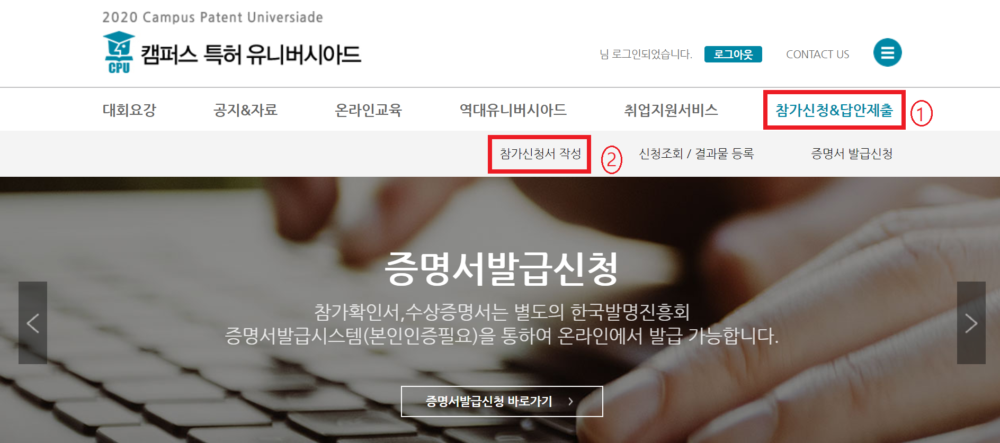 2020 Campus Patent Universiade
CPU
캠퍼스 특허 유니버시아드
님 로그인되었습니다.
로그아웃
CONTACT US
대회요강
공지&자료
온라인교육
역대유니버시아드
취업지원서비스
참가신청&답안제출
1
참가신청서 작성
2
신청조회 / 결과물 등록
증명서 발급신청
증명서발급신청
참가확인서,수상증명서는 별도의 한국발명진흥회
증명서발급시스템(본인인증필요)을 통하여 온라인에서 발급 가능합니다.
증명서발급신청 바로가기 >